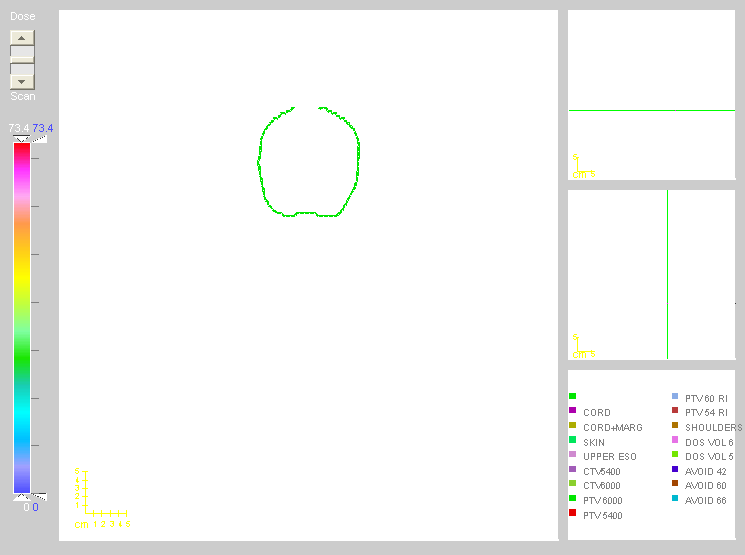 Dose
Scan
73.4 73.4
0 0
5
4
3
2
1
cm 1 2 3 4 5
5
cm 5
5
cm 5
CORD
CORD+MARG
SKIN
UPPER ESO
CTV5400
CTV6000
PTV6000
PTV5400
PTV60 RI
PTV54 RI
SHOULDERS
DOS VOL 6
DOS VOL 5
AVOID 42
AVOID 60
AVOID 66